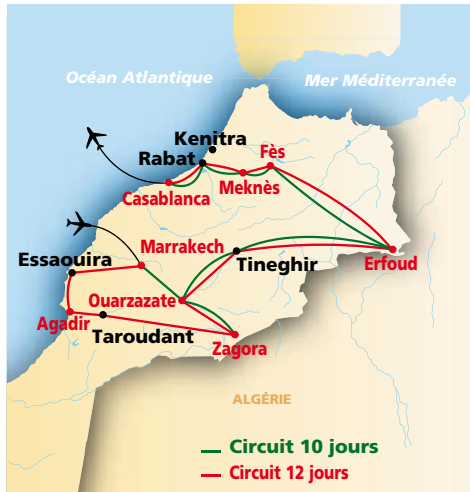 Océan Atlantique
Mer Méditerranée
Kenitra
Rabat
Fès
Meknès
Casablanca
Marrakech
Essaouira
Tineghir
Erfoud
Ouarzazate
Agadir
Taroudant
Zagora
ALGÉRIE
Circuit 10 jours
Circuit 12 jours